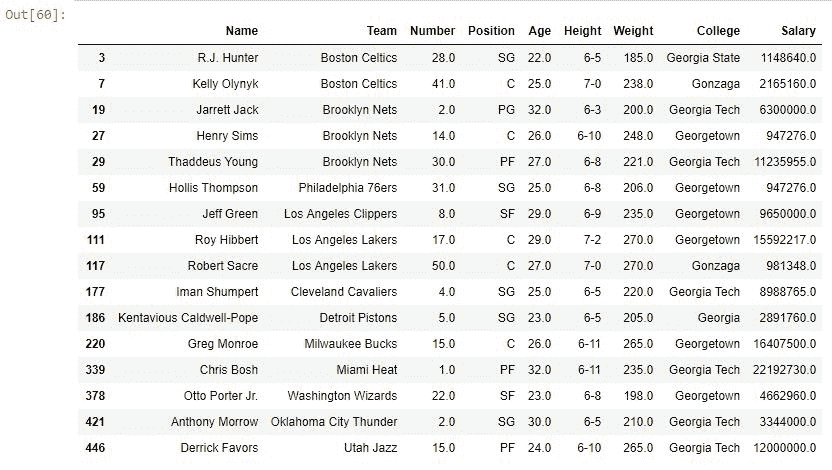 Out[60]:
Name Team Number Position Age Height Weight College Salary
3 R.J. Hunter Boston Celtics 28.0 SG 22.0 6-5 185.0 Georgia State 1148640.0
7 Kelly Olynyk Boston Celtics 41.0 C 25.0 7-0 238.0 Gonzaga 2165160.0
19 Jarrett Jack Brooklyn Nets 2.0 PG 32.0 6-3 200.0 Georgia Tech 6300000.0
27 Henry Sims Brooklyn Nets 14.0 C 26.0 6-10 248.0 Georgetown 947276.0
29 Thaddeus Young Brooklyn Nets 30.0 PF 27.0 6-8 221.0 Georgia Tech 11235955.0
59 Hollis Thompson Philadelphia 76ers 31.0 SG 25.0 6-8 206.0 Georgetown 947276.0
95 Jeff Green Los Angeles Clippers 8.0 SF 29.0 6-9 235.0 Georgetown 9650000.0
111 Roy Hibbert Los Angeles Lakers 17.0 C 29.0 7-2 270.0 Georgetown 15592217.0
117 Robert Sacre Los Angeles Lakers 50.0 C 27.0 7-0 270.0 Gonzaga 981348.0
177 Iman Shumpert Cleveland Cavaliers 4.0 SG 25.0 6-5 220.0 Georgia Tech 8988765.0
186 Kentavious Caldwell-Pope Detroit Pistons 5.0 SG 23.0 6-5 205.0 Georgia 2891760.0
220 Greg Monroe Milwaukee Bucks 15.0 C 26.0 6-11 265.0 Georgetown 16407500.0
339 Chris Bosh Miami Heat 1.0 PF 32.0 6-11 235.0 Georgia Tech 22192730.0
378 Otto Porter Jr. Washington Wizards 22.0 SF 23.0 6-8 198.0 Georgetown 4662960.0
421 Anthony Morrow Oklahoma City Thunder 2.0 SG 30.0 6-5 210.0 Georgia Tech 3344000.0
446 Derrick Favors Utah Jazz 15.0 PF 24.0 6-10 265.0 Georgia Tech 12000000.0